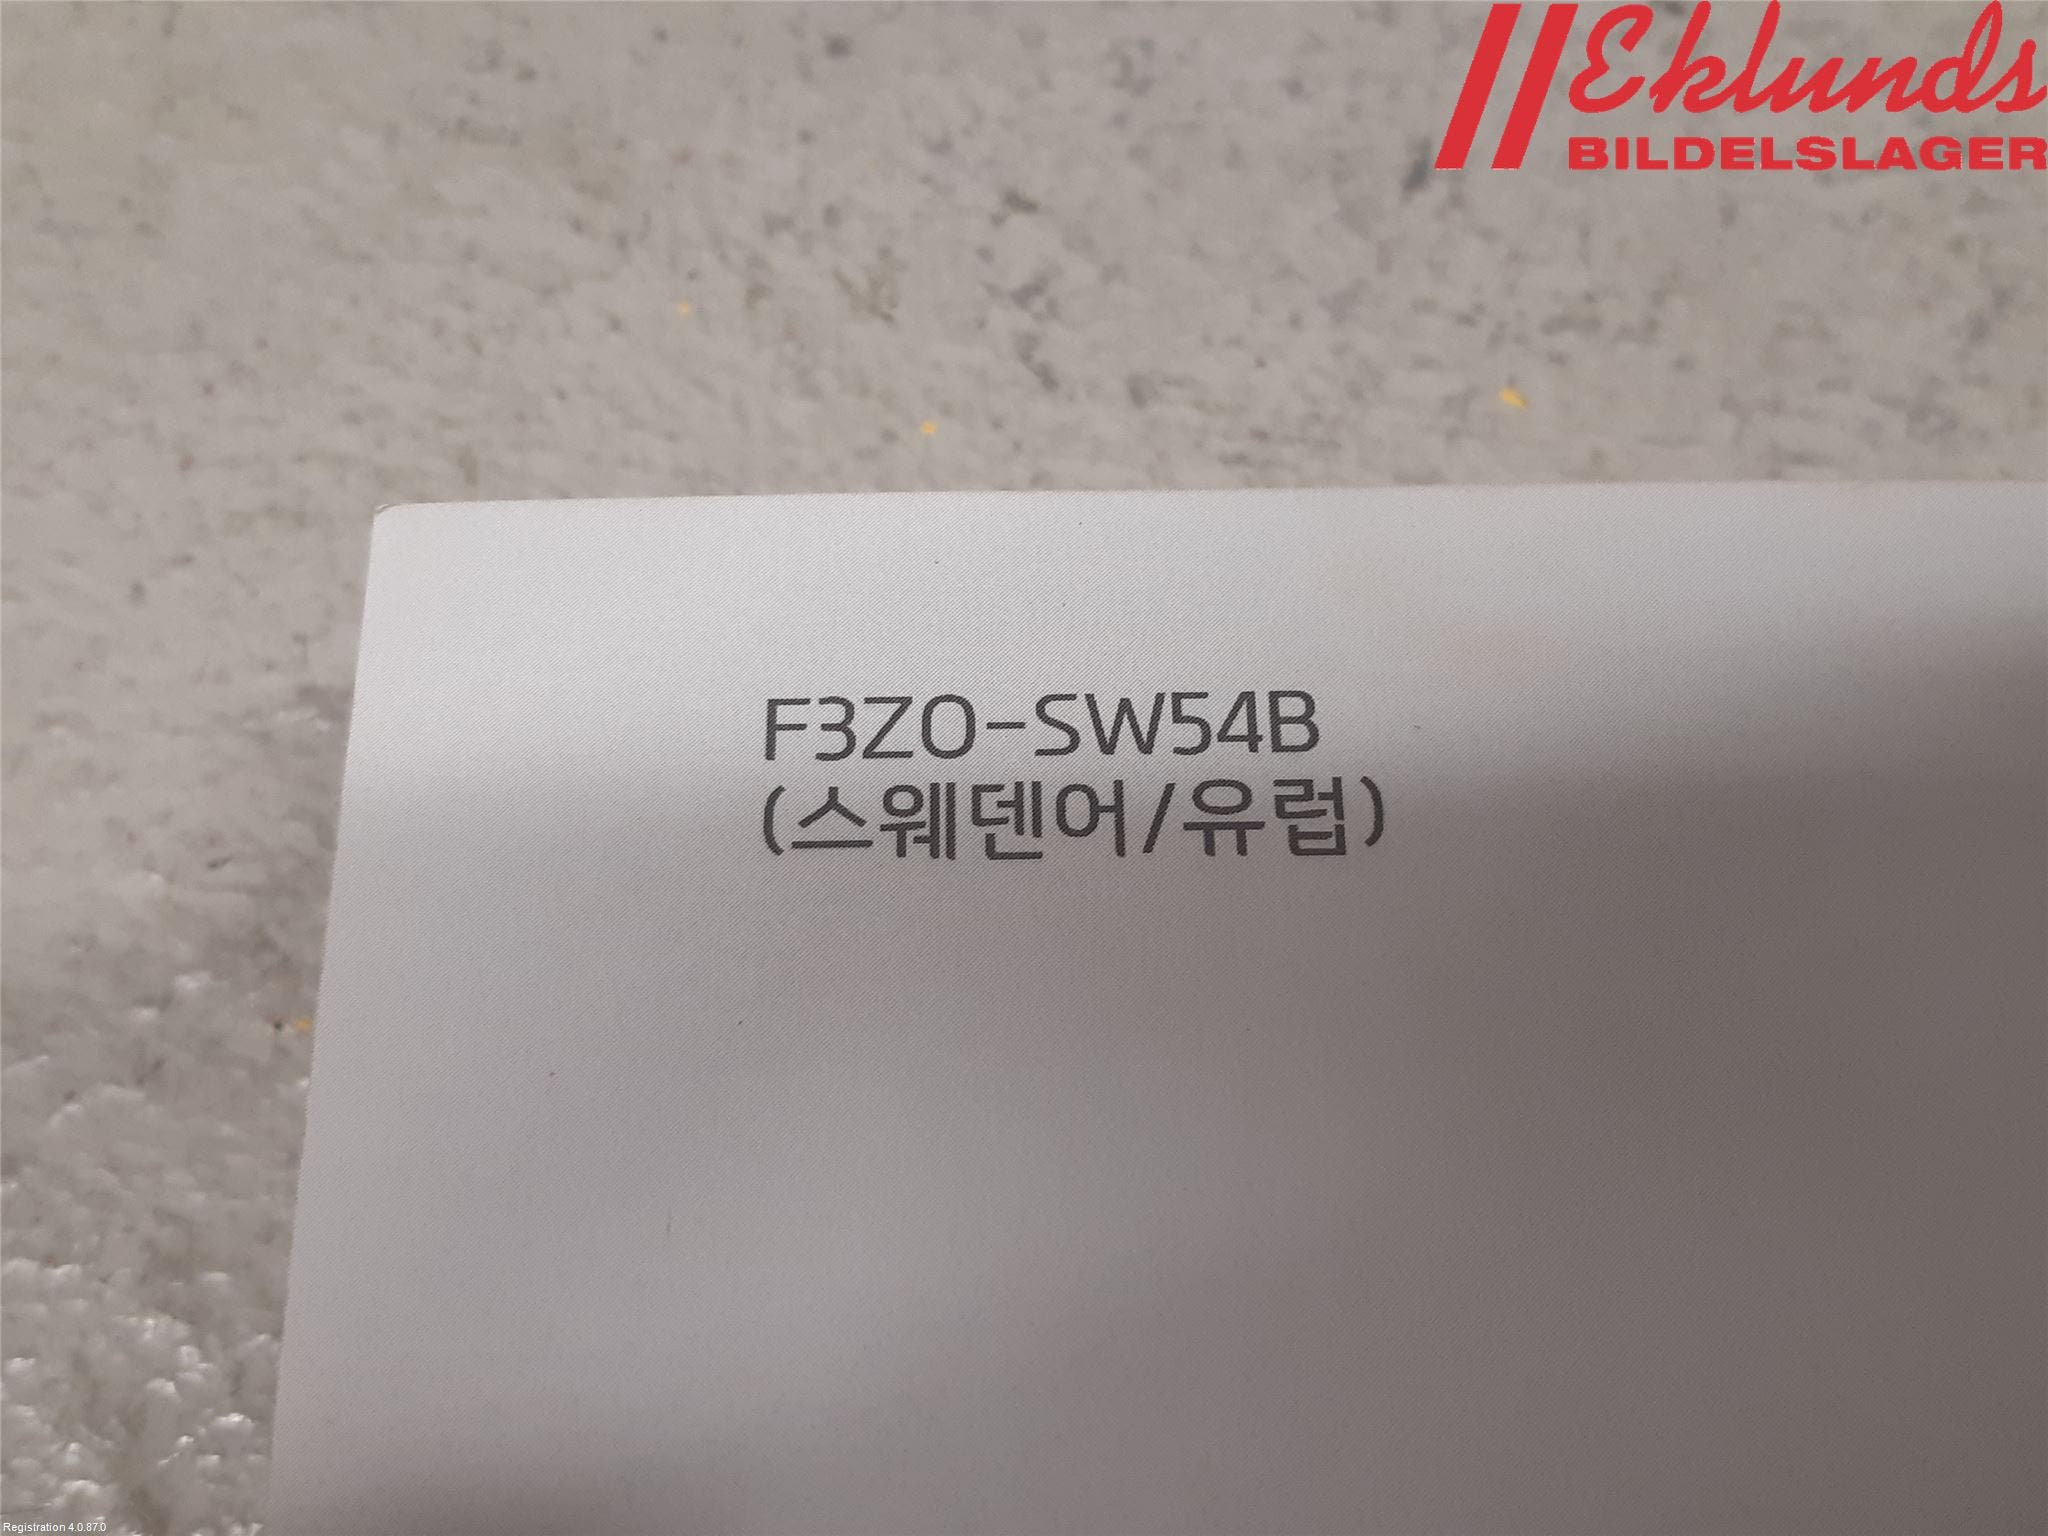 Eklunds
BILDELSLAGER
F3ZO-SW54B
(스웨덴어/유럽)
Registration 4.0.87.0